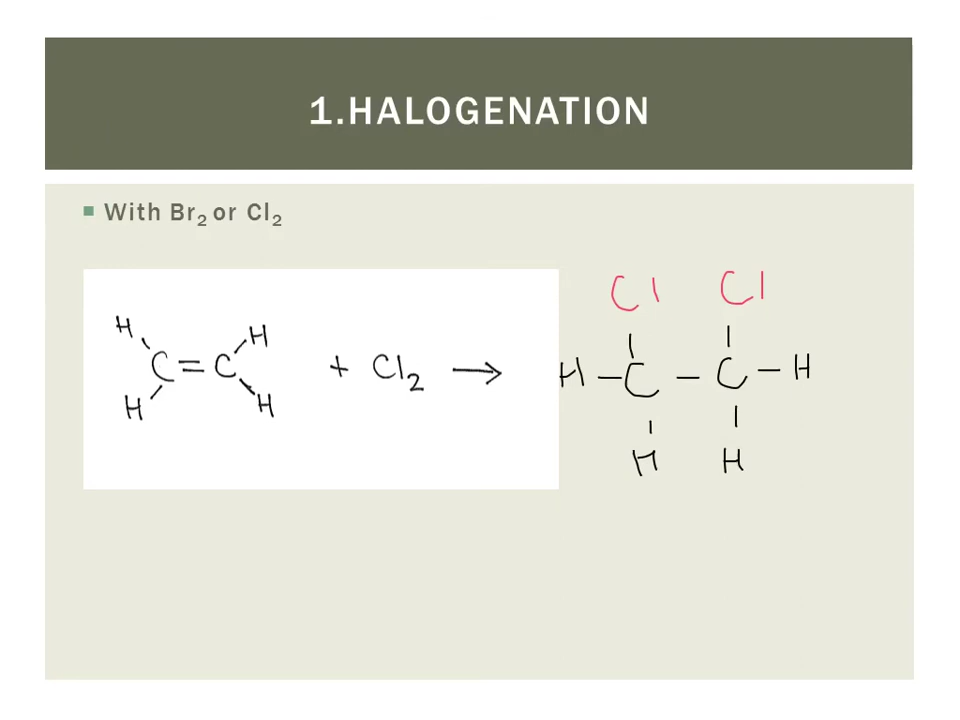 1.HALOGENATION
With Br₂ or Cl₂
Cl Cl
H H
C = C + Cl₂ → H – C – C – H
H H
H H